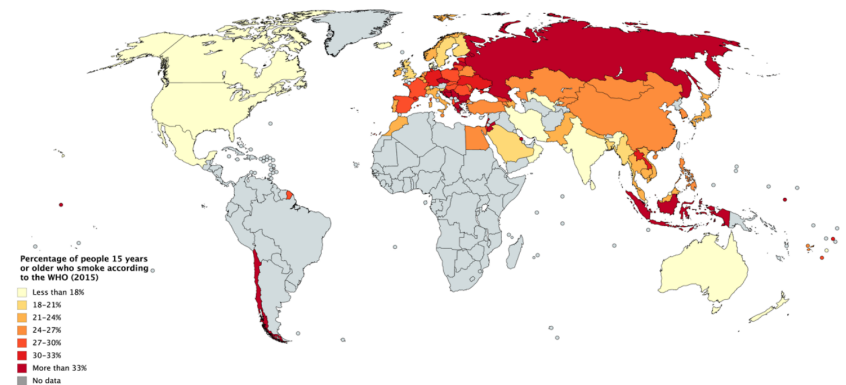 Percentage of people 15 years
or older who smoke according
to the WHO (2015)
Less than 18%
18-21%
21-24%
24-27%
27-30%
30-33%
More than 33%
No data